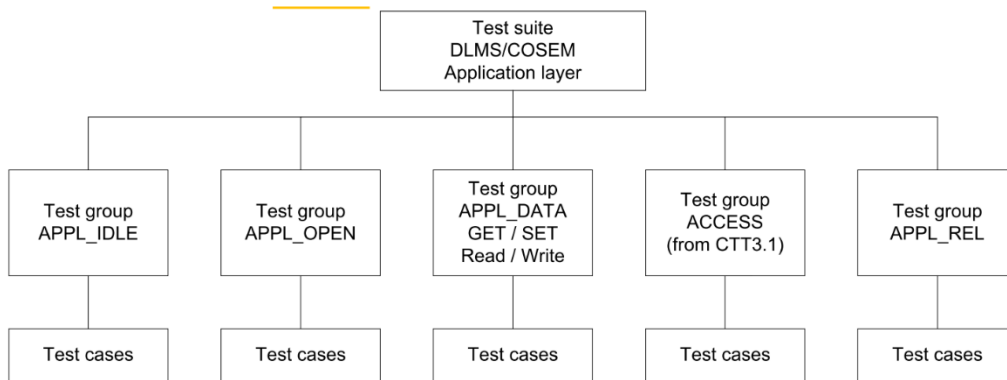 Test suite
DLMS/COSEM
Application layer
Test group
APPL_IDLE
Test group
APPL_OPEN
Test group
APPL_DATA
GET / SET
Read / Write
Test group
ACCESS
(from CTT3.1)
Test group
APPL_REL
Test cases
Test cases
Test cases
Test cases
Test cases